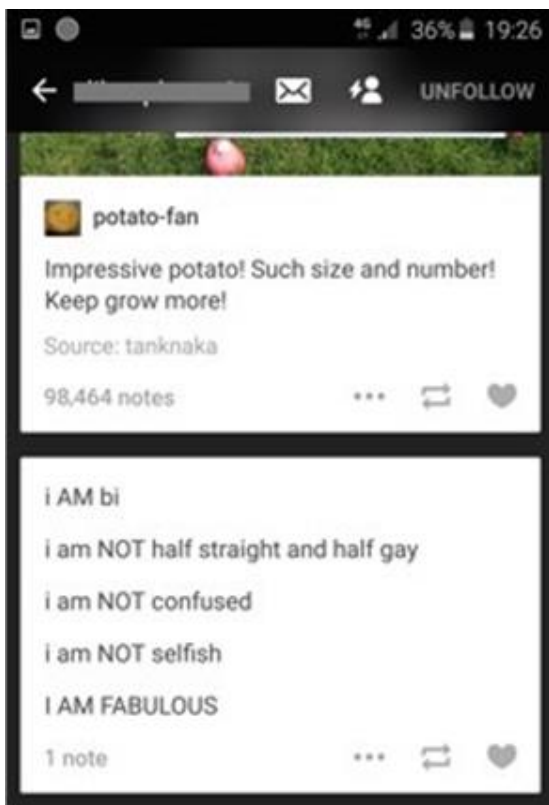 4G 36% 19:26
UNFOLLOW
potato-fan
Impressive potato! Such size and number!
Keep grow more!
Source: tanknaka
98,464 notes
i AM bi
i am NOT half straight and half gay
i am NOT confused
i am NOT selfish
I AM FABULOUS
1 note